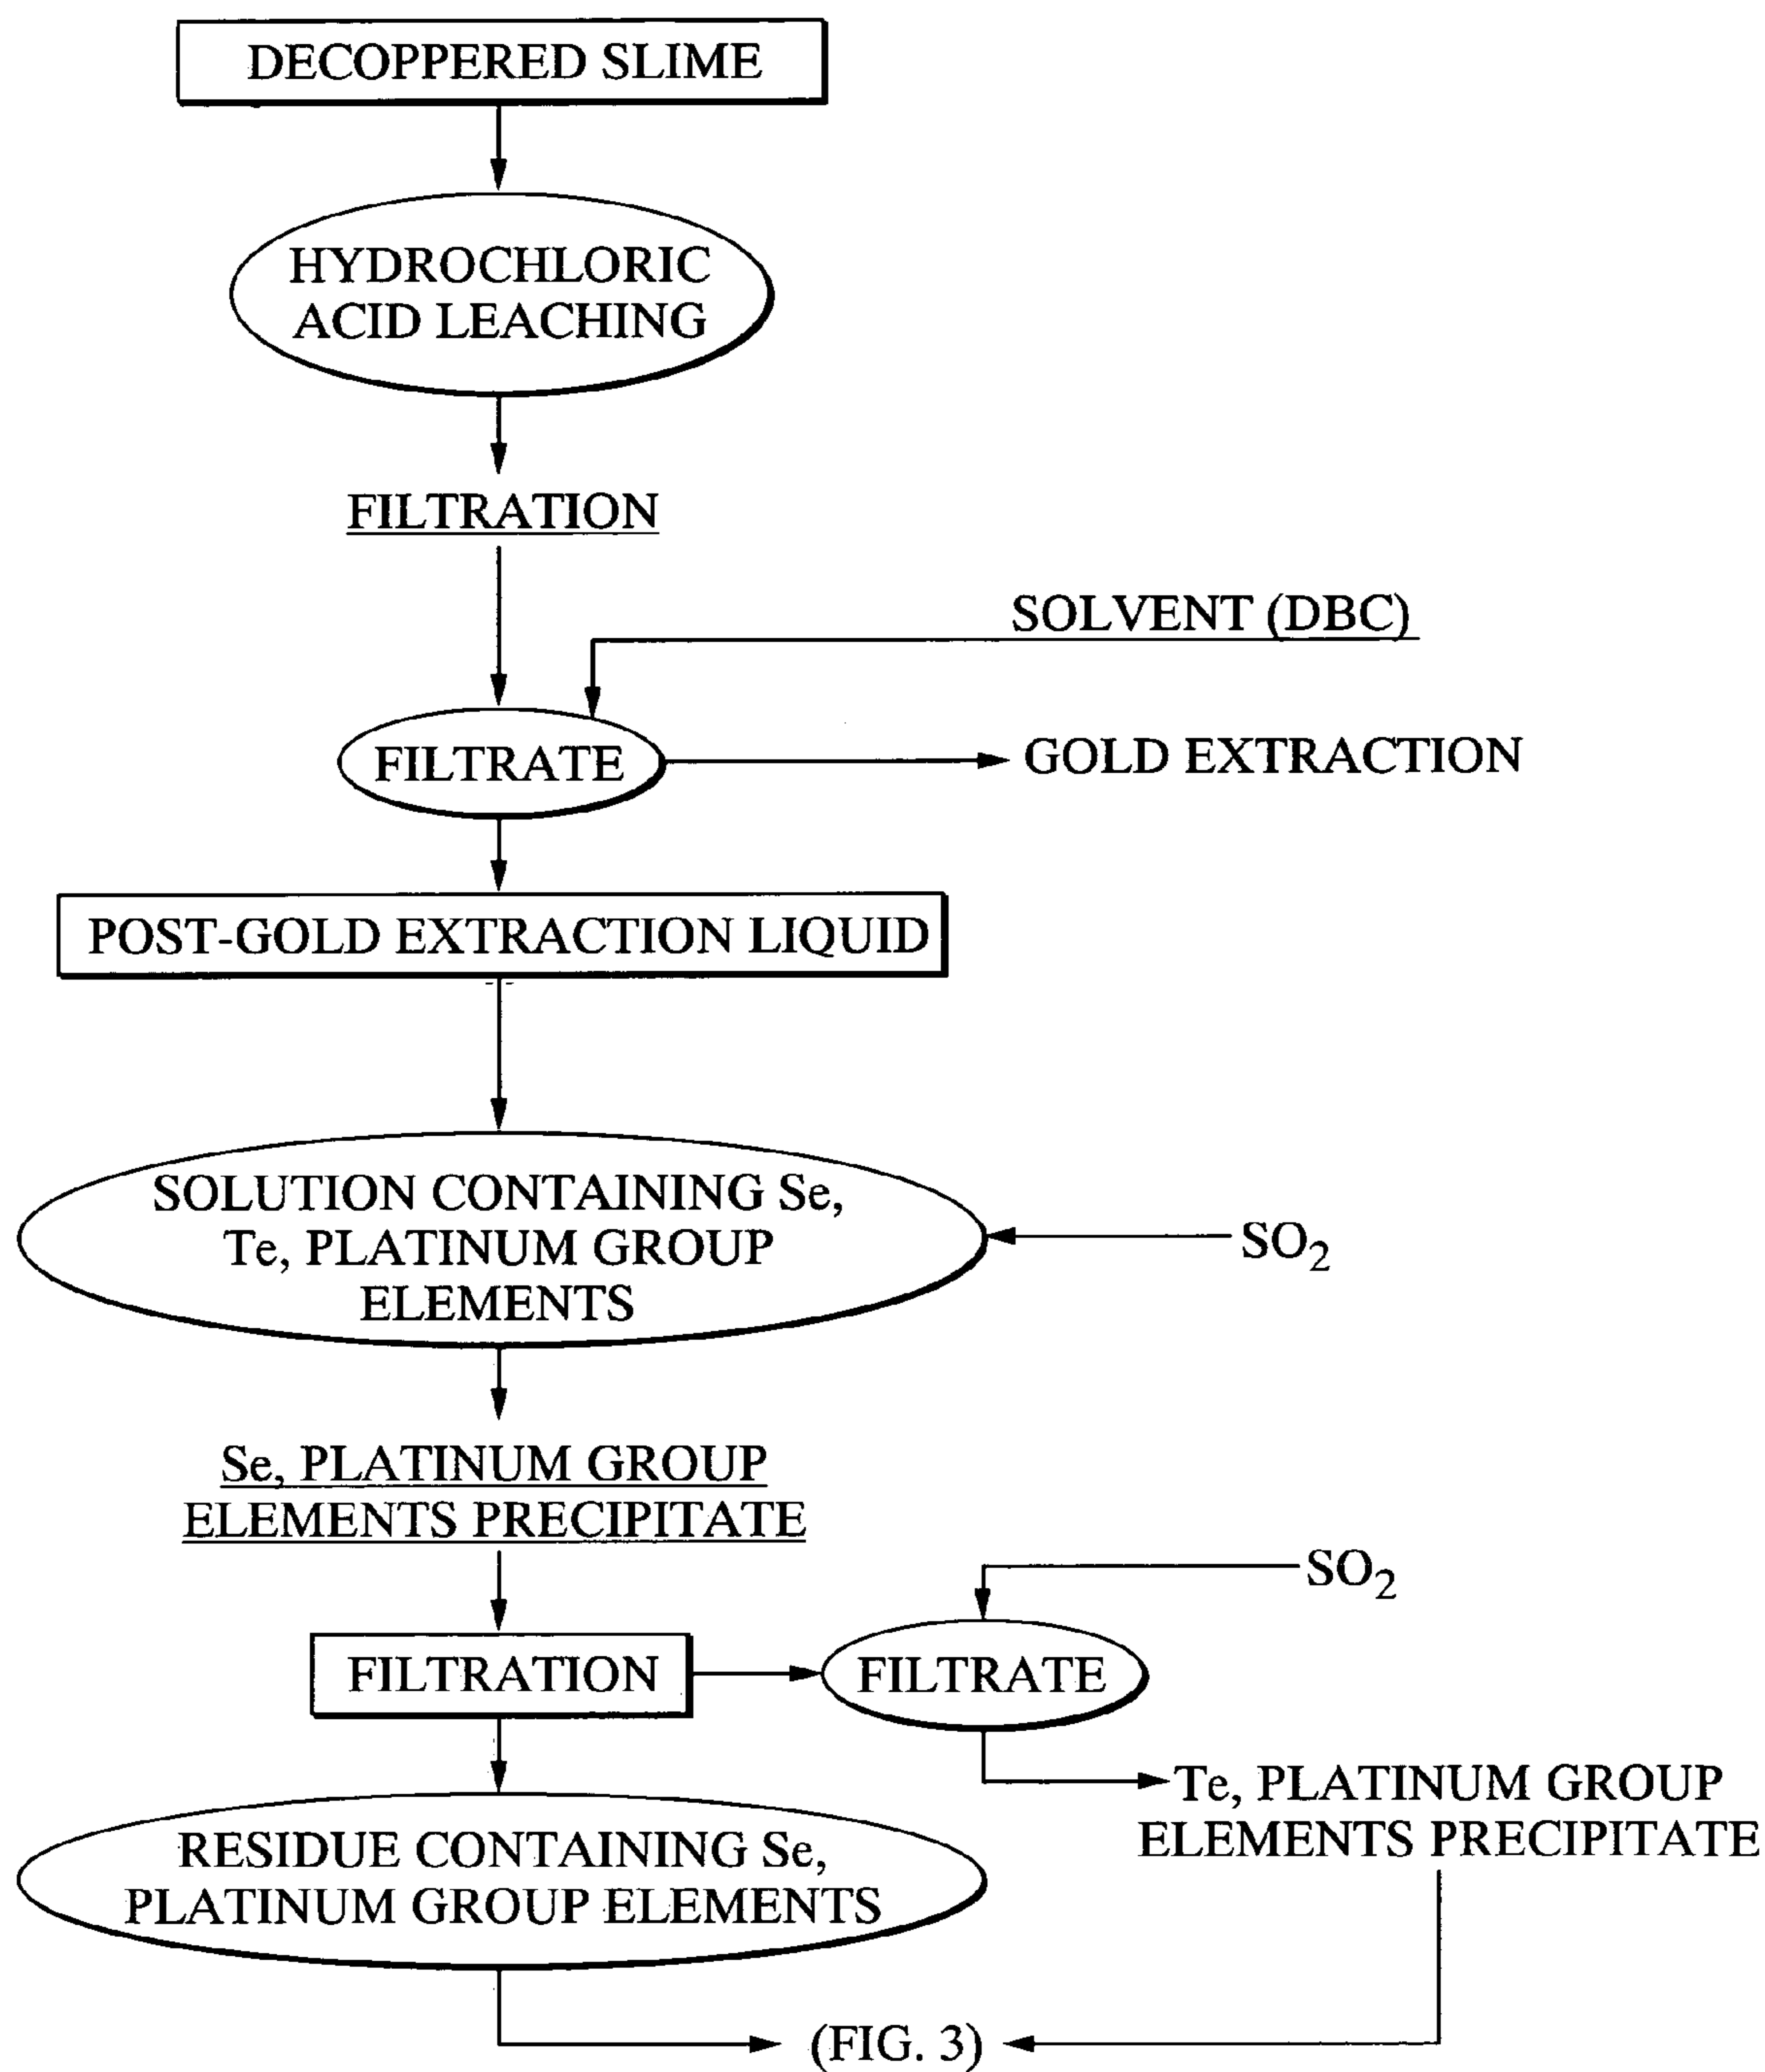 DECOPPERED SLIME
HYDROCHLORIC
ACID LEACHING
FILTRATION
SOLVENT (DBC)
FILTRATE
GOLD EXTRACTION
POST-GOLD EXTRACTION LIQUID
SOLUTION CONTAINING Se,
Te, PLATINUM GROUP
ELEMENTS
SO2
Se, PLATINUM GROUP
ELEMENTS PRECIPITATE
SO2
FILTRATION
FILTRATE
Te, PLATINUM GROUP
ELEMENTS PRECIPITATE
RESIDUE CONTAINING Se,
PLATINUM GROUP ELEMENTS
(FIG. 3)